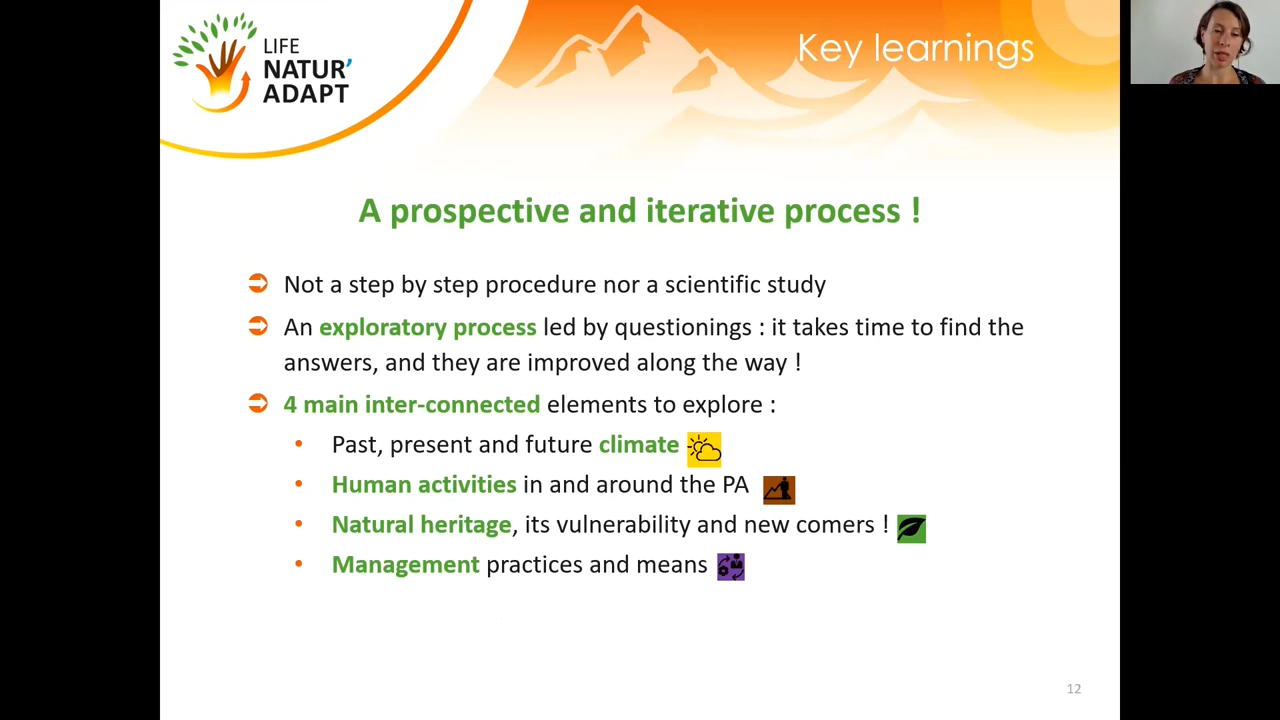 LIFE
NATUR'
ADAPT
Key learnings
A prospective and iterative process !
Not a step by step procedure nor a scientific study
An exploratory process led by questionings : it takes time to find the
answers, and they are improved along the way !
4 main inter-connected elements to explore :
• Past, present and future climate
• Human activities in and around the PA
• Natural heritage, its vulnerability and new comers !
• Management practices and means
12